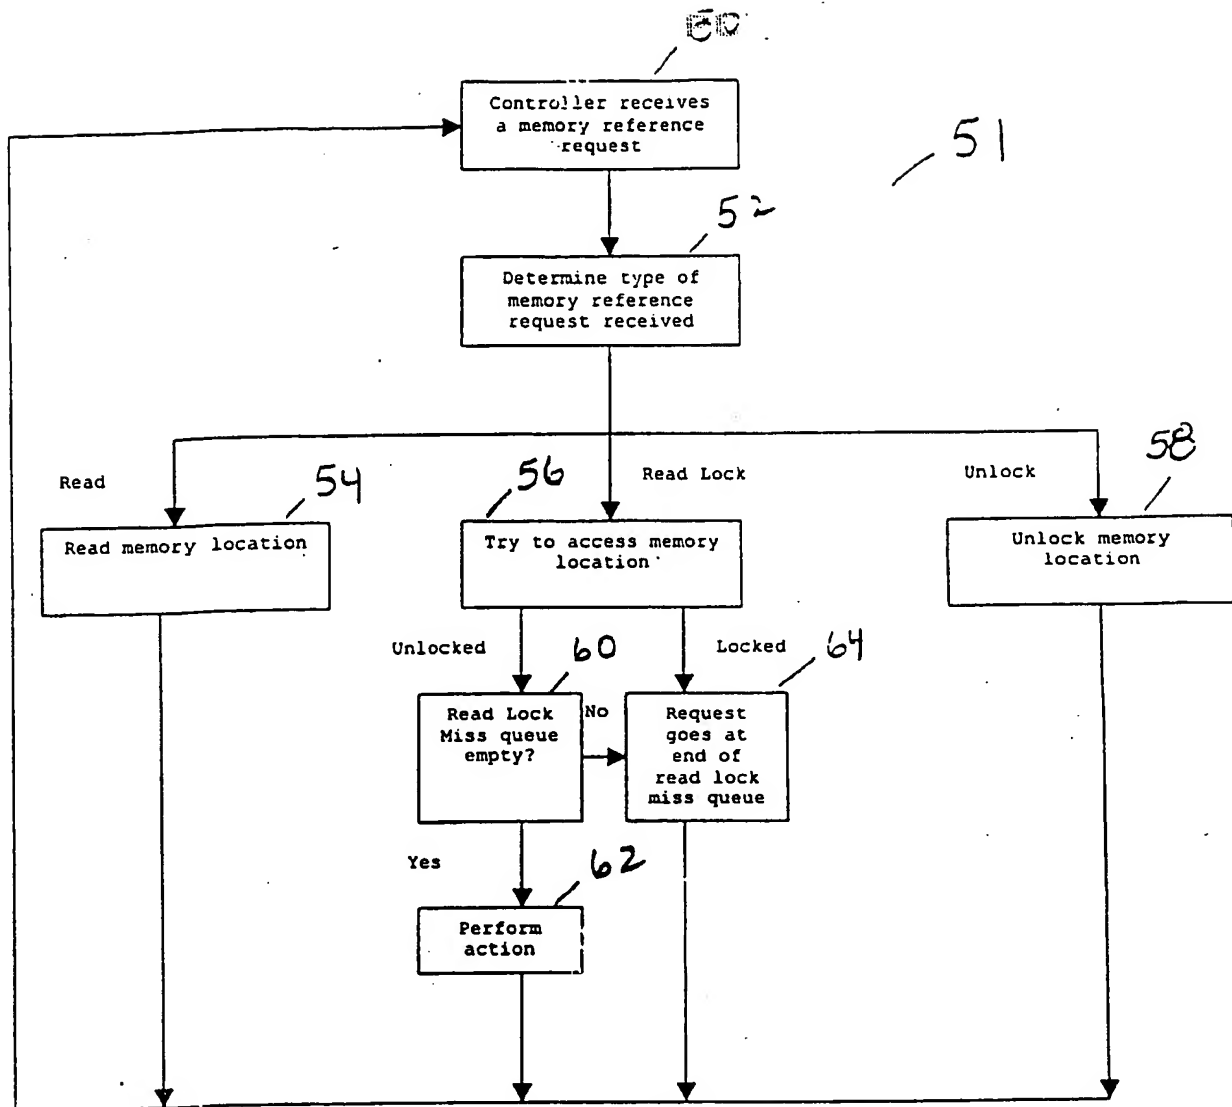 Controller receives
a memory reference
request
51
52
Determine type of
memory reference
request received
Read
54
56
Read Lock
Unlock
58
Read memory location
Try to access memory
location
Unlock memory
location
Unlocked
60
Locked
64
Read Lock
Miss queue
empty?
No
Request
goes at
end of
read lock
miss queue
Yes
62
Perform
action